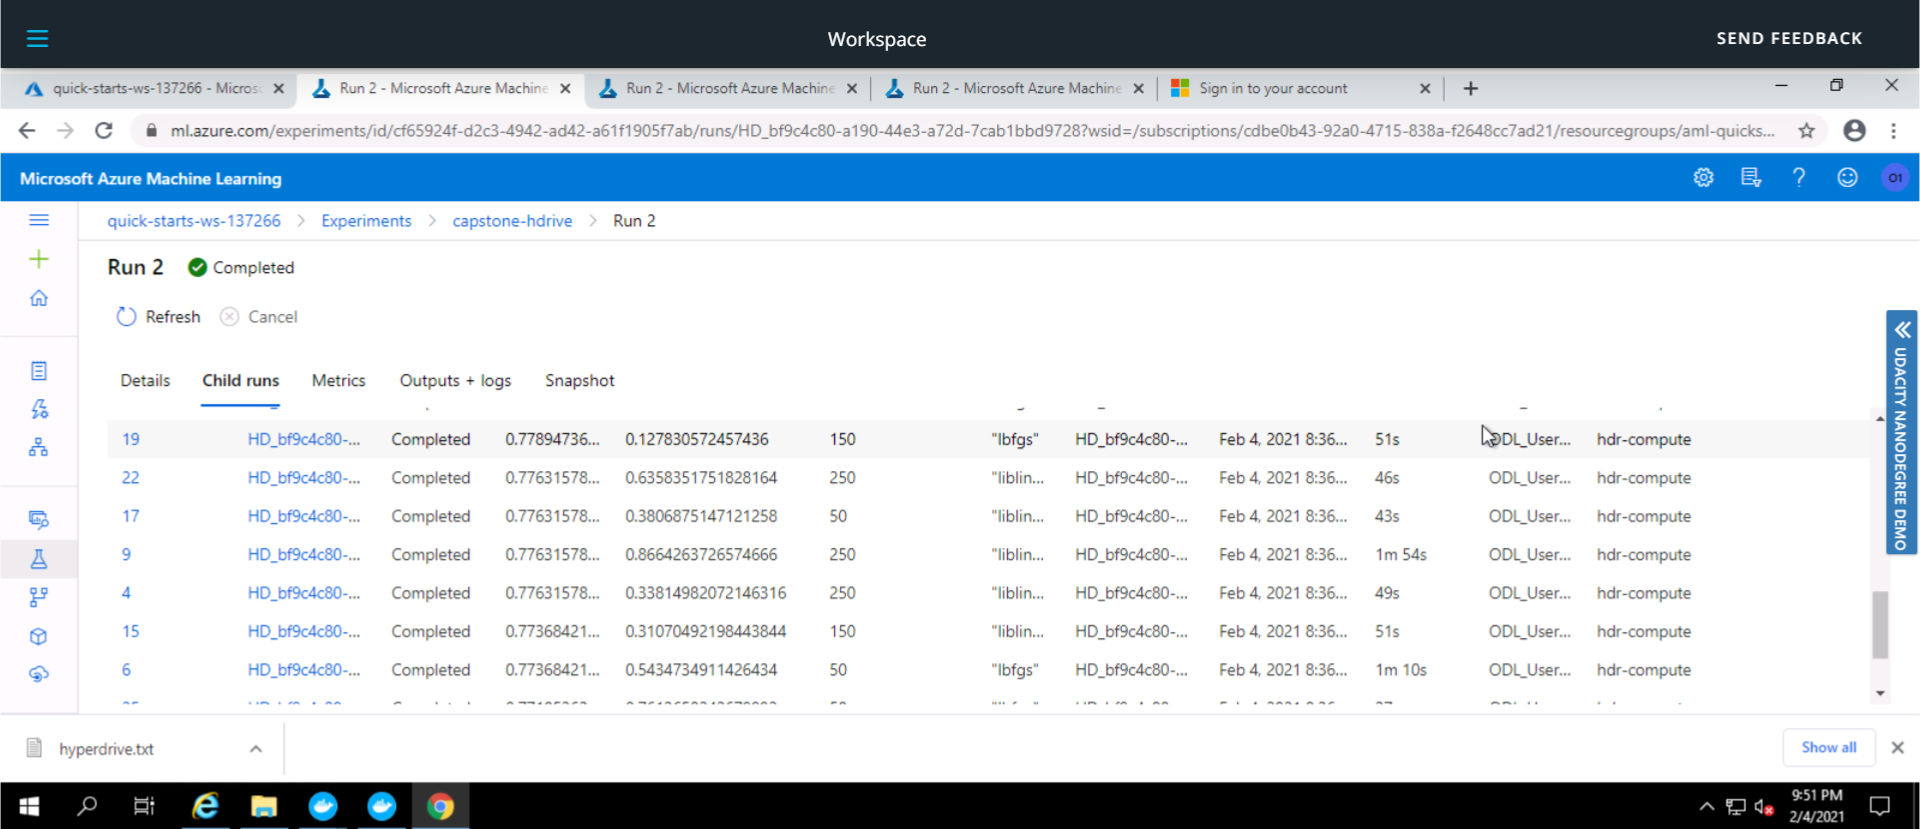 Workspace
SEND FEEDBACK
quick-starts-ws-137266 - Micros
Run 2 - Microsoft Azure Machine
Run 2 - Microsoft Azure Machine
Run 2 - Microsoft Azure Machine
Sign in to your account
ml.azure.com/experiments/id/cf65924f-d2c3-4942-ad42-a61f1905f7ab/runs/HD_bf9c4c80-a190-44e3-a72d-7cab1bbd9728?wsid=/subscriptions/cdbe0b43-92a0-4715-838a-f2648cc7ad21/resourcegroups/aml-quicks...
Microsoft Azure Machine Learning
O1
quick-starts-ws-137266 > Experiments > capstone-hdrive > Run 2
Run 2 Completed
Refresh Cancel
Details Child runs Metrics Outputs + logs Snapshot
19 HD_bf9c4c80-... Completed 0.77894736... 0.127830572457436 150 "lbfgs" HD_bf9c4c80-... Feb 4, 2021 8:36... 51s ODL_User... hdr-compute
22 HD_bf9c4c80-... Completed 0.77631578... 0.6358351751828164 250 "liblin... HD_bf9c4c80-... Feb 4, 2021 8:36... 46s ODL_User... hdr-compute
17 HD_bf9c4c80-... Completed 0.77631578... 0.3806875147121258 50 "liblin... HD_bf9c4c80-... Feb 4, 2021 8:36... 43s ODL_User... hdr-compute
9 HD_bf9c4c80-... Completed 0.77631578... 0.8664263726574666 250 "liblin... HD_bf9c4c80-... Feb 4, 2021 8:36... 1m 54s ODL_User... hdr-compute
4 HD_bf9c4c80-... Completed 0.77631578... 0.33814982072146316 250 "liblin... HD_bf9c4c80-... Feb 4, 2021 8:36... 49s ODL_User... hdr-compute
15 HD_bf9c4c80-... Completed 0.77368421... 0.31070492198443844 150 "liblin... HD_bf9c4c80-... Feb 4, 2021 8:36... 51s ODL_User... hdr-compute
6 HD_bf9c4c80-... Completed 0.77368421... 0.5434734911426434 50 "lbfgs" HD_bf9c4c80-... Feb 4, 2021 8:36... 1m 10s ODL_User... hdr-compute
UDACITY NANODEGREE DEMO
hyperdrive.txt
Show all
9:51 PM
2/4/2021